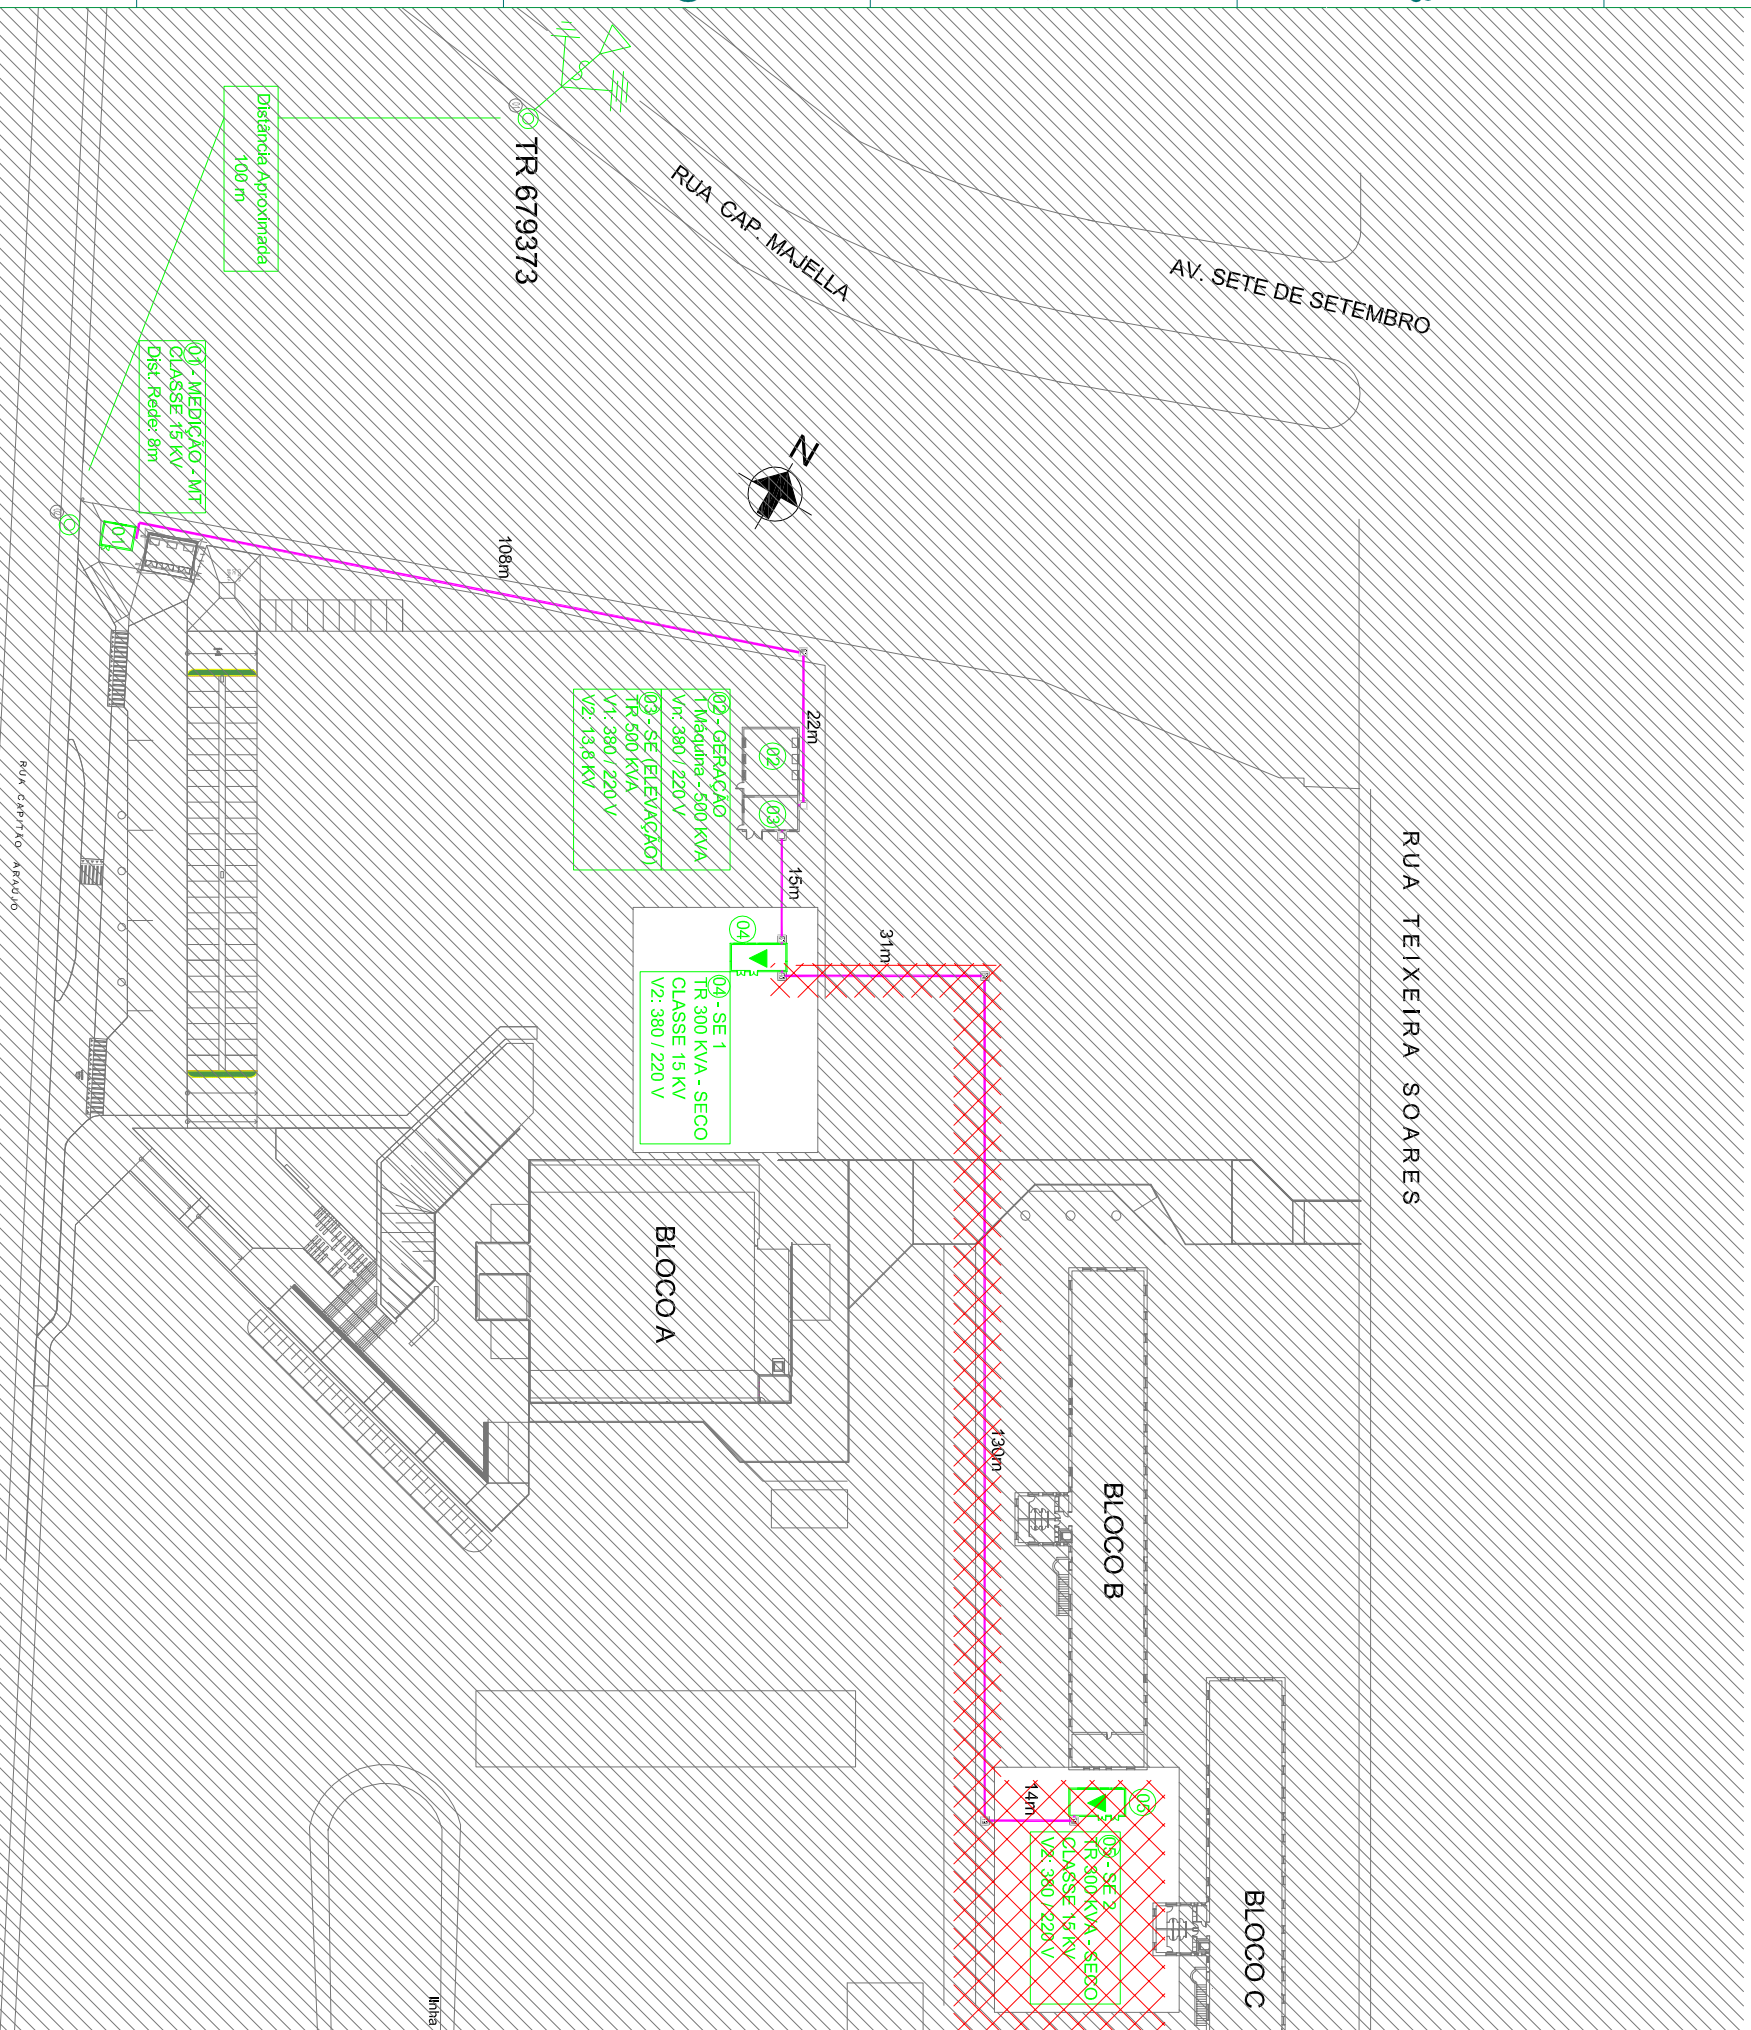 Distância Aproximada
100 m
TR 679373
RUA CAP. MAJELLA
AV. SETE DE SETEMBRO
01 - MEDIÇÃO - MT
CLASSE 15 KV
Dist. Rede: 8m
N
01
108m
22m
02 - GERAÇÃO
1 Máquina - 500 KVA
Vn: 380 / 220 V
03 - SE (ELEVAÇÃO)
TR 500 KVA
V1: 380 / 220 V
V2: 13,8 KV
02
03
15m
RUA CAPITÃO ARAUJO
RUA TEIXEIRA SOARES
04
31m
04 - SE 1
TR 300 KVA - SECO
CLASSE 15 KV
V2: 380 / 220 V
BLOCO A
130m
BLOCO B
14m
05
05 - SE 2
TR 300 KVA - SECO
CLASSE 15 KV
V2: 380 / 220 V
BLOCO C
linha